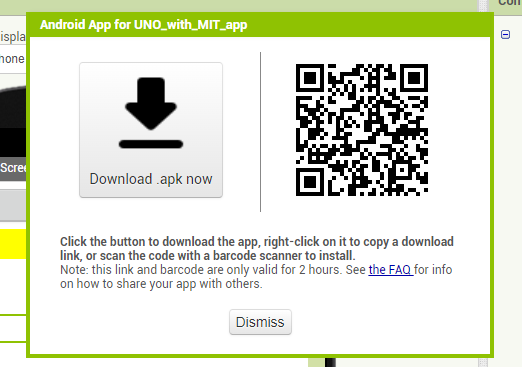 Con
Android App for UNO_with_MIT_app
Download .apk now
Click the button to download the app, right-click on it to copy a download
link, or scan the code with a barcode scanner to install.
Note: this link and barcode are only valid for 2 hours. See the FAQ for info
on how to share your app with others.
Dismiss
ispla
hone
Scree